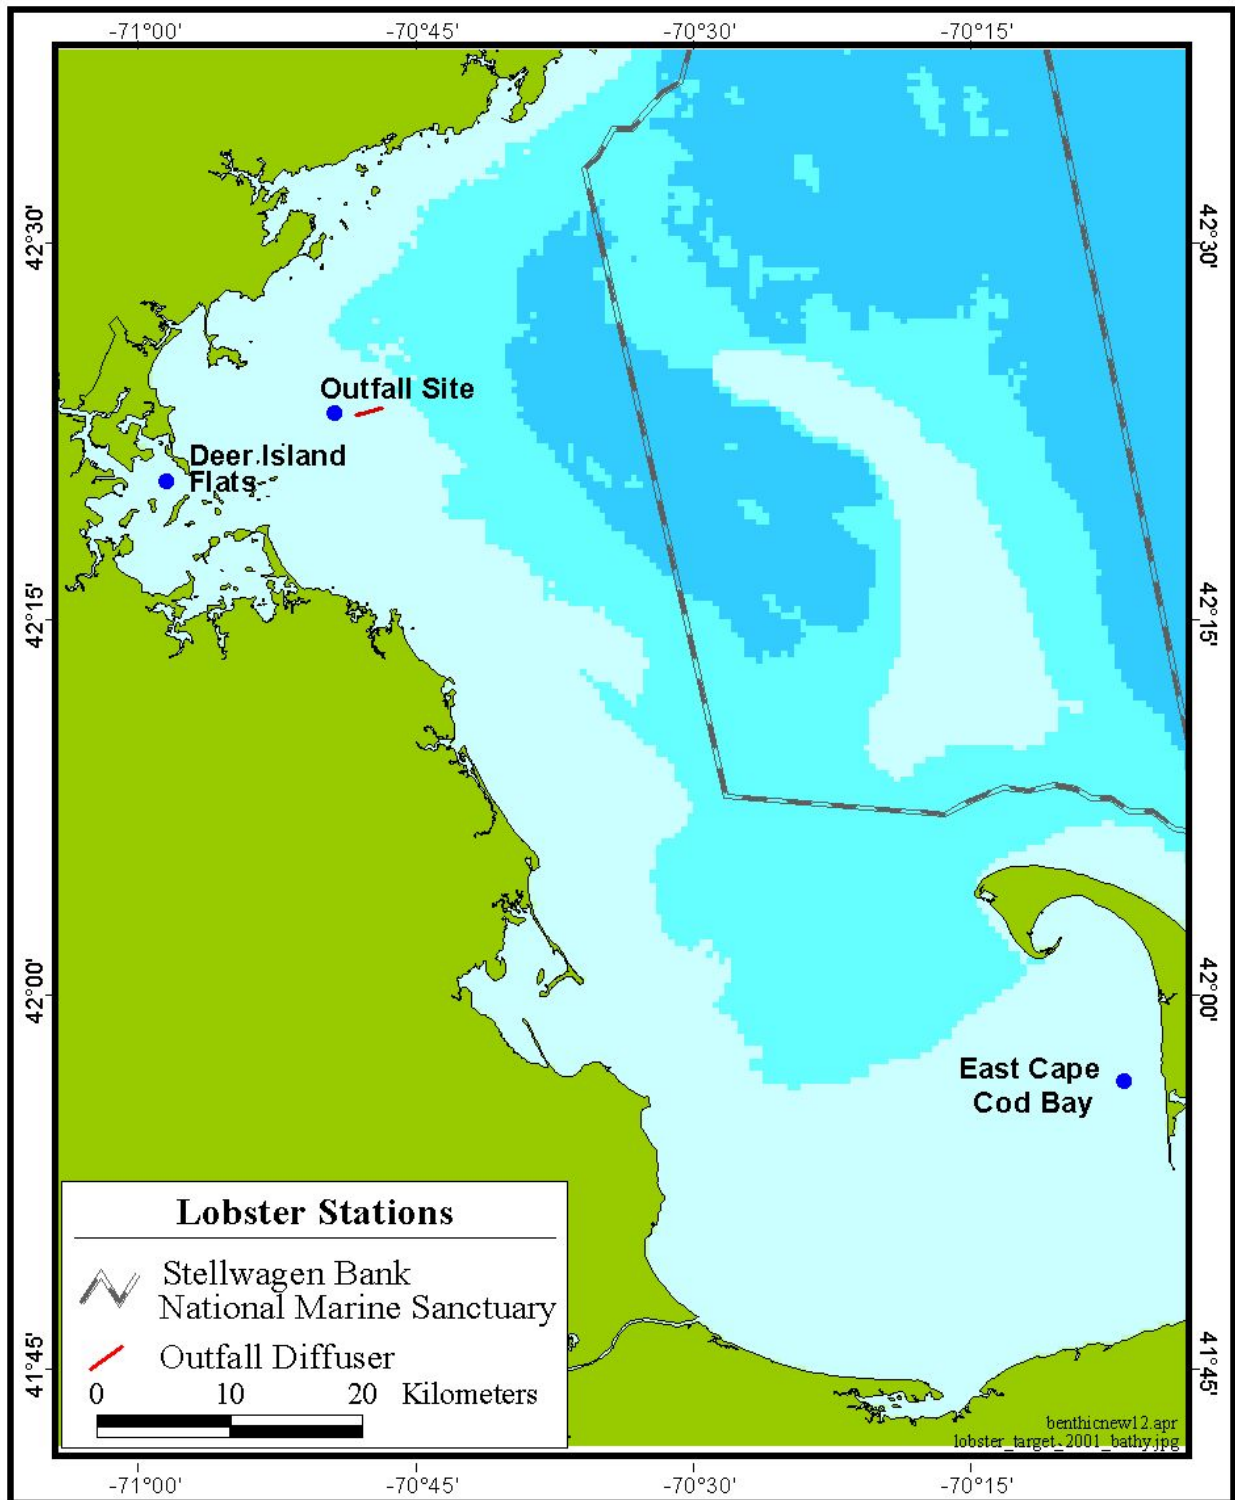 -71°00' -70°45' -70°30' -70°15'
42°30' 42°30'
Outfall Site
Deer Island
Flats
42°15' 42°15'
42°00' 42°00'
East Cape
Cod Bay
Lobster Stations
Stellwagen Bank
National Marine Sanctuary
Outfall Diffuser
41°45' 41°45'
0 10 20 Kilometers
benthicnew12.apr
lobster_target_2001_bathy.jpg
-71°00' -70°45' -70°30' -70°15'